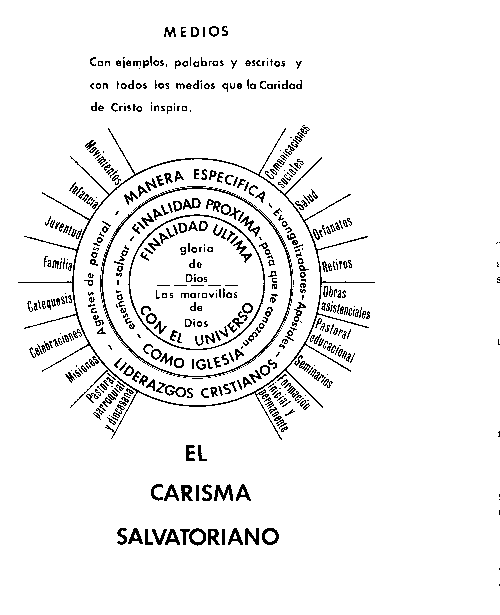 MEDIOS
Con ejemplos, palabras y escritos y
con todos los medios que la Caridad
de Cristo inspira.
Movimientos
Infancia
Juventud
Familia
Catequesis
Celebraciones
Misiones
Pastoral
parroquial
y diocesana
Comunicaciones
sociales
Salud
Orfanatos
Retiros
Obras
asistenciales
Pastoral
educacional
Seminarios
Formación
inicial y
permanente
Agentes de pastoral - MANERA ESPECIFICA - Evangelizadores - Apostoles - LIDERAZGOS CRISTIANOS -
enseñar - salvar - FINALIDAD PROXIMA - para que te conozcan - COMO IGLESIA -
FINALIDAD ULTIMA
gloria
de
Dios
Las maravillas
de
Dios
CON EL UNIVERSO
EL
CARISMA
SALVATORIANO